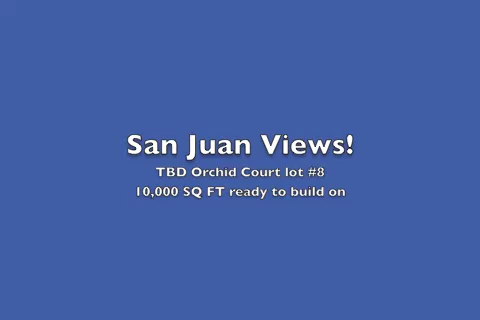 San Juan Views!
TBD Orchid Court lot #8
10,000 SQ FT ready to build on